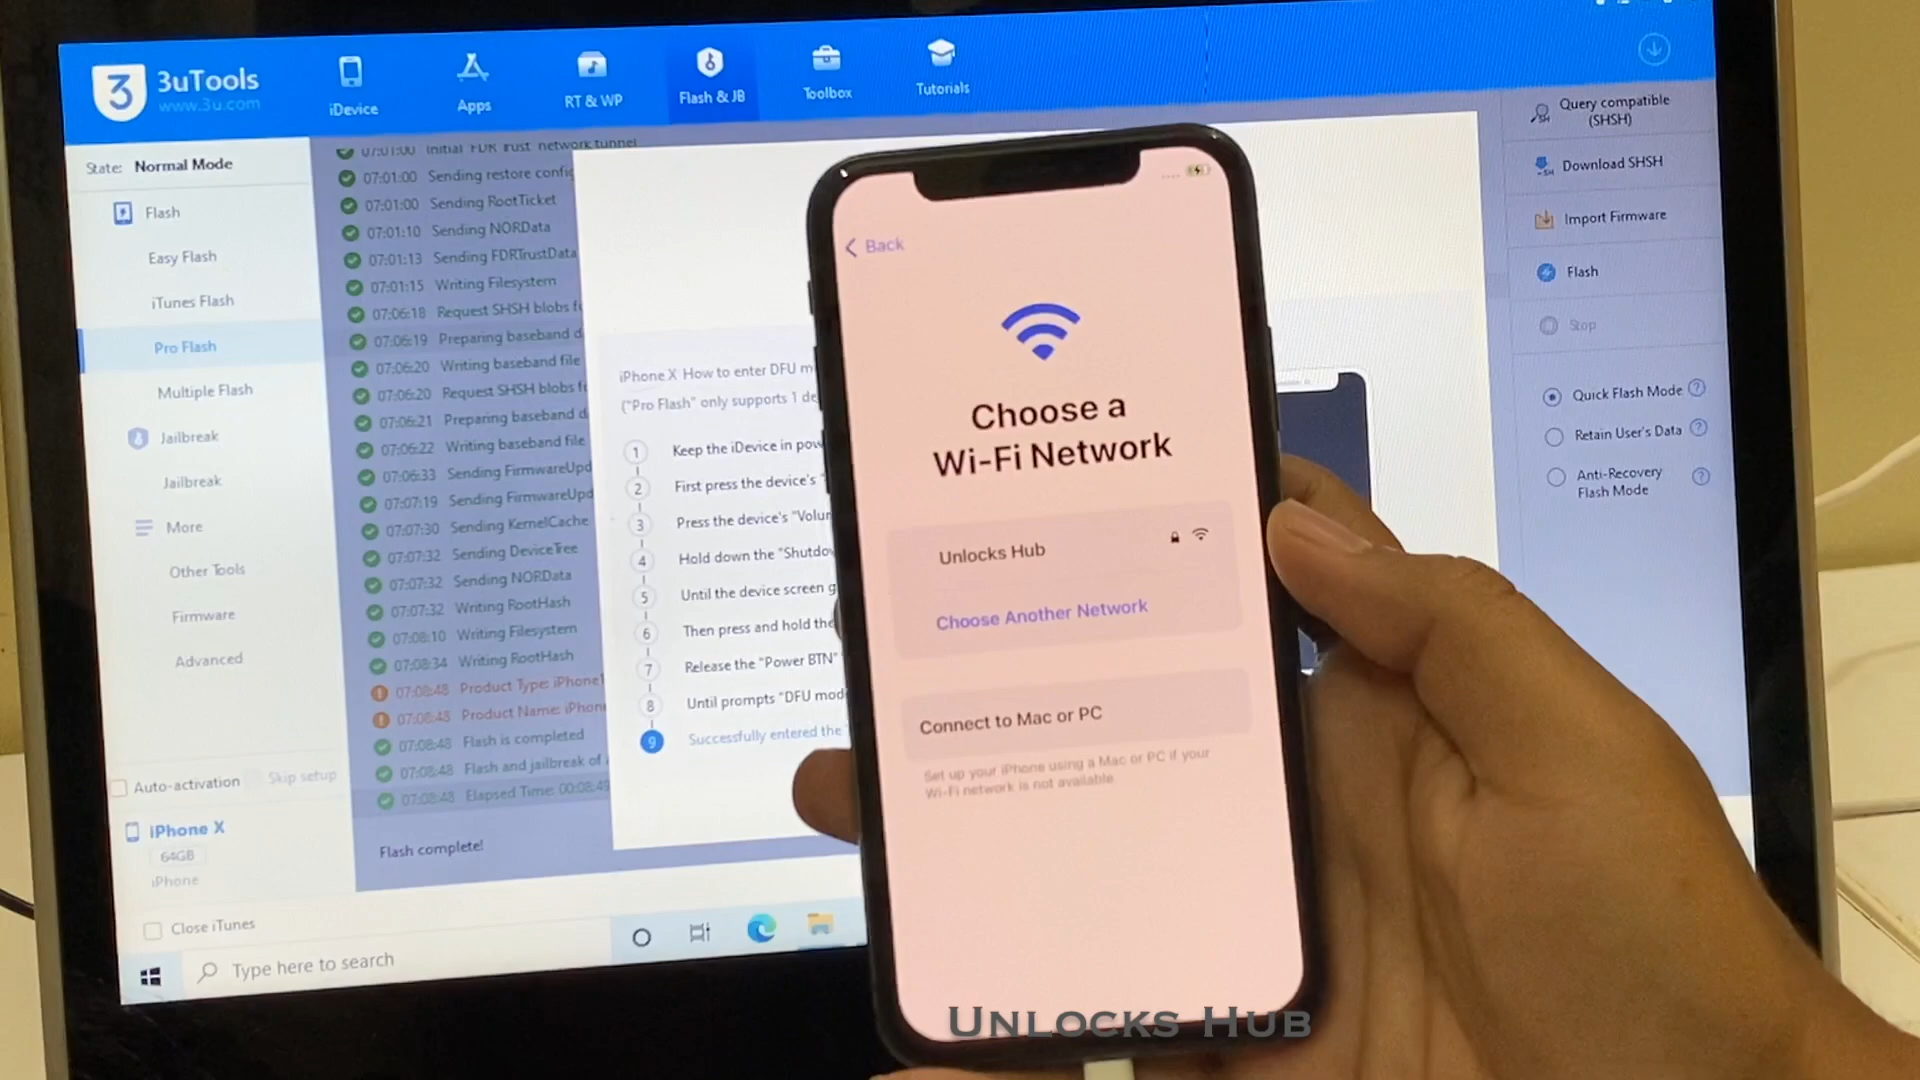 3uTools
www.3u.com
iDevice
Apps
RT & WP
Flash & JB
Toolbox
Tutorials
State: Normal Mode
Flash
Easy Flash
iTunes Flash
Pro Flash
Multiple Flash
Jailbreak
Jailbreak
More
Other Tools
Firmware
Advanced
Auto-activation
Skip setup
iPhone X
64GB
iPhone
Close iTunes
07:01:00 Initial FDR trust network tunnel
07:01:00 Sending restore config
07:01:00 Sending RootTicket
07:01:10 Sending NORData
07:01:13 Sending FDRTrustData
07:01:15 Writing Filesystem
07:06:18 Request SHSH blobs f
07:06:19 Preparing baseband d
07:06:20 Writing baseband file
07:06:20 Request SHSH blobs f
07:06:21 Preparing baseband d
07:06:22 Writing baseband file
07:06:33 Sending FirmwareUpd
07:07:19 Sending FirmwareUpd
07:07:30 Sending KernelCache
07:07:32 Sending DeviceTree
07:07:32 Sending NORData
07:07:32 Writing RootHash
07:08:10 Writing Filesystem
07:08:34 Writing RootHash
07:08:48 Product Type: iPhone1
07:08:48 Product Name: iPhon
07:08:48 Flash is completed
07:08:48 Flash and jailbreak of
07:08:48 Elapsed Time: 00:08:49
Flash complete!
iPhone X How to enter DFU m
("Pro Flash" only supports 1 de
1 Keep the iDevice in pow
2 First press the device's "
3 Press the device's "Volu
4 Hold down the "Shutdo
5 Until the device screen g
6 Then press and hold the
7 Release the "Power BTN"
8 Until prompts "DFU mod
9 Successfully entered the
Back
Choose a
Wi-Fi Network
Unlocks Hub
Choose Another Network
Connect to Mac or PC
Set up your iPhone using a Mac or PC if your
Wi-Fi network is not available.
Query compatible
(SHSH)
Download SHSH
Import Firmware
Flash
Stop
Quick Flash Mode ?
Retain User's Data ?
Anti-Recovery
Flash Mode ?
Type here to search
UNLOCKS HUB